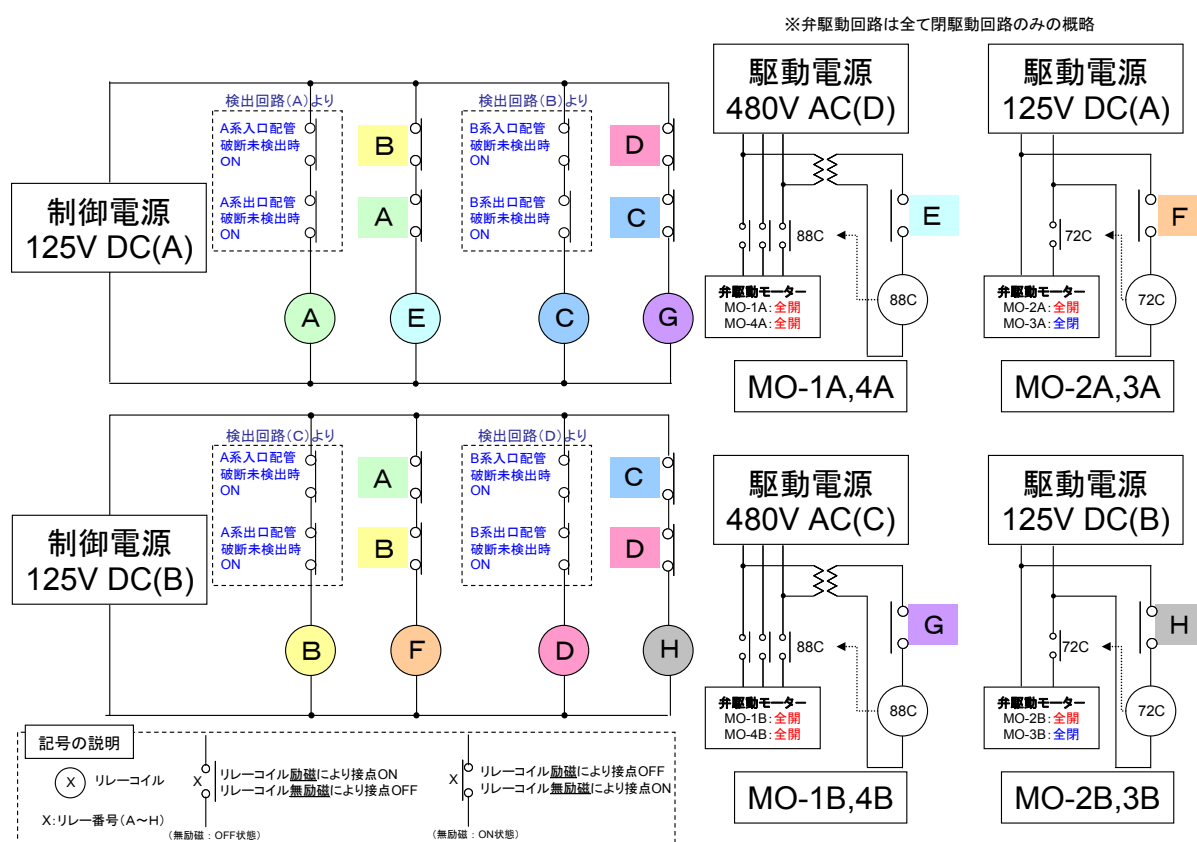 ※弁駆動回路は全て閉駆動回路のみの概略
制御電源
125V DC(A)
検出回路(A)より
A系入口配管
破断未検出時
ON
A系出口配管
破断未検出時
ON
B
A
検出回路(B)より
B系入口配管
破断未検出時
ON
B系出口配管
破断未検出時
ON
D
C
A
E
C
G
駆動電源
480V AC(D)
E
88C
88C
弁駆動モーター
MO-1A:全開
MO-4A:全開
MO-1A,4A
駆動電源
125V DC(A)
F
72C
72C
弁駆動モーター
MO-2A:全開
MO-3A:全閉
MO-2A,3A
制御電源
125V DC(B)
検出回路(C)より
A系入口配管
破断未検出時
ON
A系出口配管
破断未検出時
ON
A
B
検出回路(D)より
B系入口配管
破断未検出時
ON
B系出口配管
破断未検出時
ON
C
D
B
F
D
H
駆動電源
480V AC(C)
G
88C
88C
弁駆動モーター
MO-1B:全開
MO-4B:全開
MO-1B,4B
駆動電源
125V DC(B)
H
72C
72C
弁駆動モーター
MO-2B:全開
MO-3B:全閉
MO-2B,3B
記号の説明
X リレーコイル
X:リレー番号(A~H)
X
リレーコイル励磁により接点ON
リレーコイル無励磁により接点OFF
(無励磁:OFF状態)
X
リレーコイル励磁により接点OFF
リレーコイル無励磁により接点ON
(無励磁:ON状態)